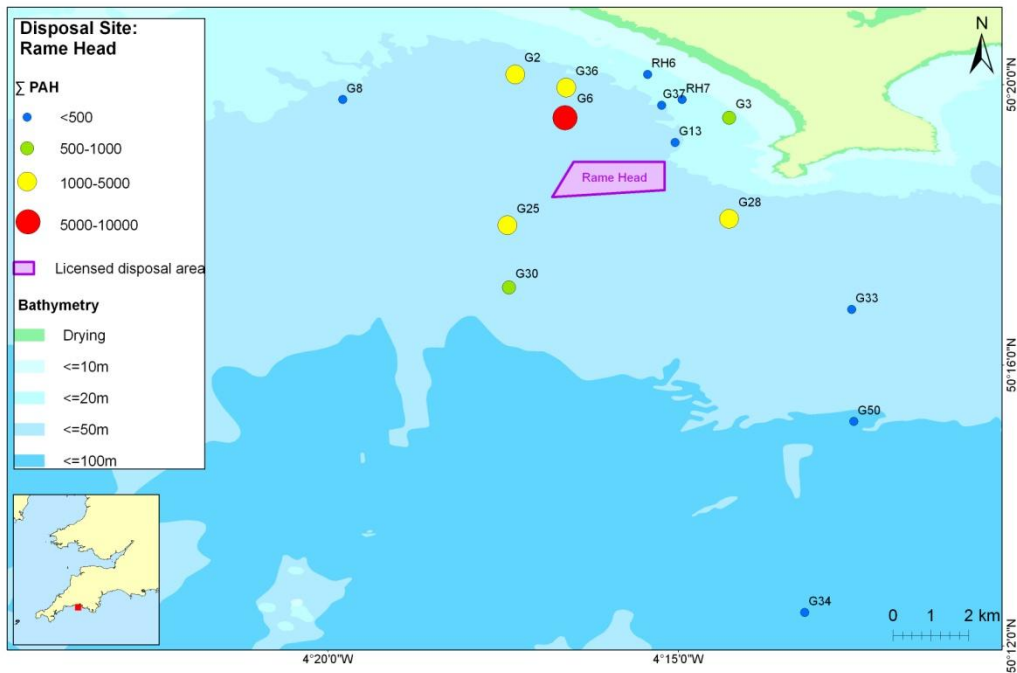 Disposal Site:
Rame Head
∑ PAH
<500
500-1000
1000-5000
5000-10000
Licensed disposal area
Bathymetry
Drying
<=10m
<=20m
<=50m
<=100m
G2
G36
G6
G8
RH6
RH7
G37
G3
G13
Rame Head
G25
G28
G30
G33
G50
G34
N
0 1 2 km
50°20'0"N
50°16'0"N
50°12'0"N
4°20'0"W
4°15'0"W